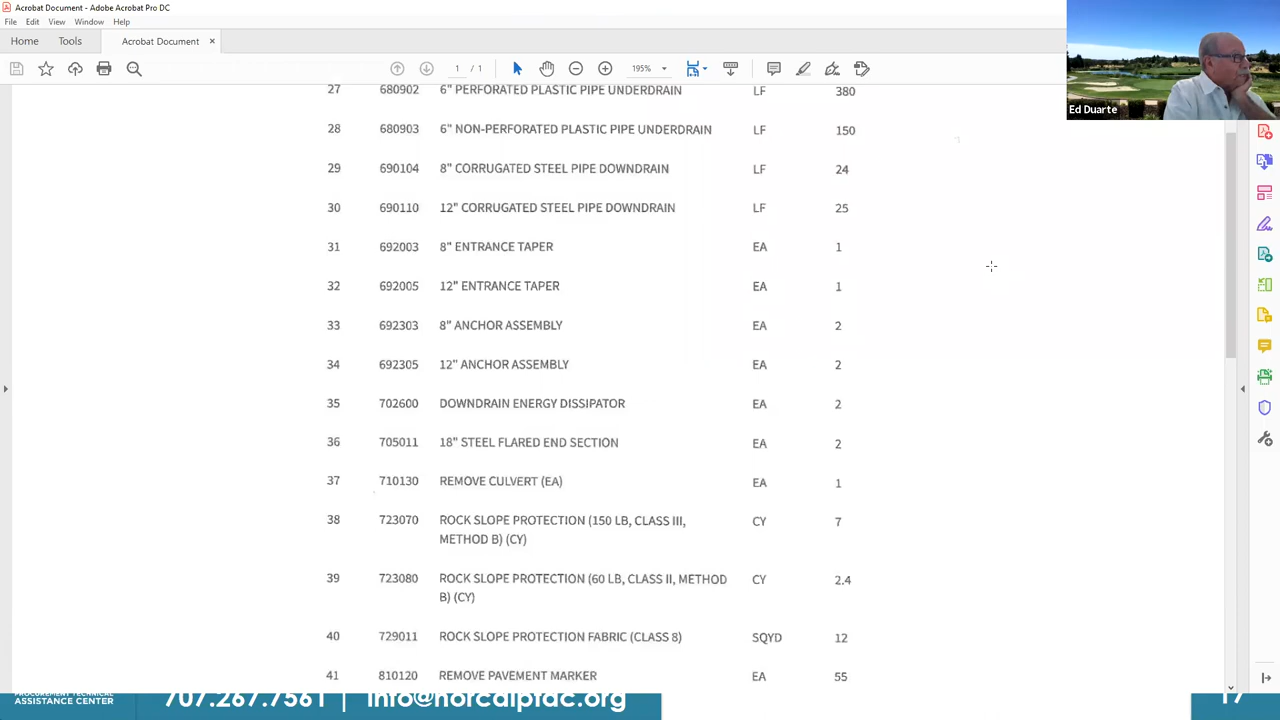 Acrobat Document - Adobe Acrobat Pro DC
File Edit View Window Help
Home Tools Acrobat Document ×
/ 1 195%
Ed Duarte
27 680902 6" PERFORATED PLASTIC PIPE UNDERDRAIN LF 380
28 680903 6" NON-PERFORATED PLASTIC PIPE UNDERDRAIN LF 150
29 690104 8" CORRUGATED STEEL PIPE DOWNDRAIN LF 24
30 690110 12" CORRUGATED STEEL PIPE DOWNDRAIN LF 25
31 692003 8" ENTRANCE TAPER EA 1
32 692005 12" ENTRANCE TAPER EA 1
33 692303 8" ANCHOR ASSEMBLY EA 2
34 692305 12" ANCHOR ASSEMBLY EA 2
35 702600 DOWNDRAIN ENERGY DISSIPATOR EA 2
36 705011 18" STEEL FLARED END SECTION EA 2
37 710130 REMOVE CULVERT (EA) EA 1
38 723070 ROCK SLOPE PROTECTION (150 LB, CLASS III, CY 7
METHOD B) (CY)
39 723080 ROCK SLOPE PROTECTION (60 LB, CLASS II, METHOD CY 2.4
B) (CY)
40 729011 ROCK SLOPE PROTECTION FABRIC (CLASS 8) SQYD 12
41 810120 REMOVE PAVEMENT MARKER EA 55
PROCUREMENT TECHNICAL
ASSISTANCE CENTER
707.267.7561 | info@norcalptac.org
17